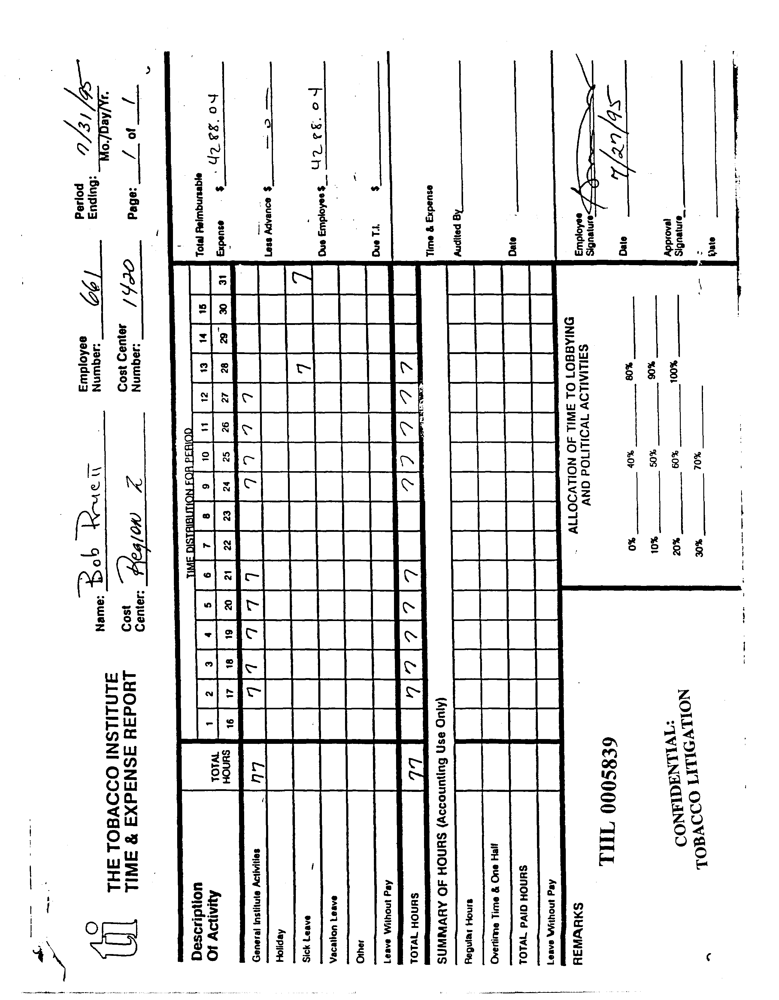 THE TOBACCO INSTITUTE
TIME & EXPENSE REPORT
Name: Bob Pruett
Employee Number: 661
Period Ending: 7/31/95
Mo./Day/Yr.
Cost Center: Region 2
Cost Center Number: 1420
Page: 1 of 1
TIME DISTRIBUTION FOR PERIOD
Description Of Activity
TOTAL HOURS
1 2 3 4 5 6 7 8 9 10 11 12 13 14 15
16 17 18 19 20 21 22 23 24 25 26 27 28 29 30 31
General Institute Activities 77 7 7 7 7 7 7 7 7 7
Holiday
Sick Leave 7 7
Vacation Leave
Other
Leave Without Pay
TOTAL HOURS 77 7 7 7 7 7 7 7 7 7 7
SUMMARY OF HOURS (Accounting Use Only)
Regular Hours
Overtime Time & One Half
TOTAL PAID HOURS
Leave Without Pay
Total Reimbursable
Expense $ 4288.04
Less Advance $ -0-
Due Employee $ 4288.04
Due T.I. $
Time & Expense
Audited By
Date
REMARKS
TIIL 0005839
CONFIDENTIAL:
TOBACCO LITIGATION
ALLOCATION OF TIME TO LOBBYING
AND POLITICAL ACTIVITIES
0% 40% 80%
10% 50% 90%
20% 60% 100%
30% 70%
Employee Signature
Date 7/27/95
Approval Signature
Date